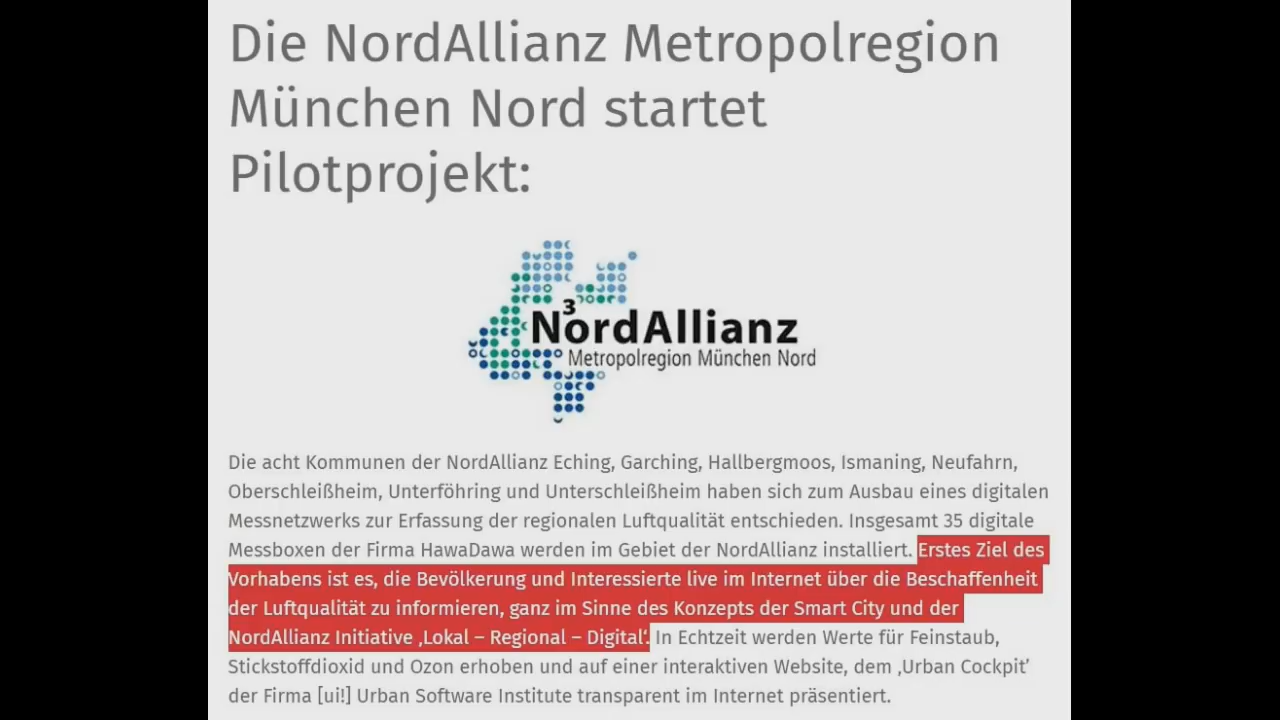 Die NordAllianz Metropolregion
München Nord startet
Pilotprojekt:
N³ordAllianz
Metropolregion München Nord
Die acht Kommunen der NordAllianz Eching, Garching, Hallbergmoos, Ismaning, Neufahrn,
Oberschleißheim, Unterföhring und Unterschleißheim haben sich zum Ausbau eines digitalen
Messnetzwerks zur Erfassung der regionalen Luftqualität entschieden. Insgesamt 35 digitale
Messboxen der Firma HawaDawa werden im Gebiet der NordAllianz installiert. Erstes Ziel des
Vorhabens ist es, die Bevölkerung und Interessierte live im Internet über die Beschaffenheit
der Luftqualität zu informieren, ganz im Sinne des Konzepts der Smart City und der
NordAllianz Initiative ‚Lokal – Regional – Digital‘. In Echtzeit werden Werte für Feinstaub,
Stickstoffdioxid und Ozon erhoben und auf einer interaktiven Website, dem ‚Urban Cockpit’
der Firma [ui!] Urban Software Institute transparent im Internet präsentiert.